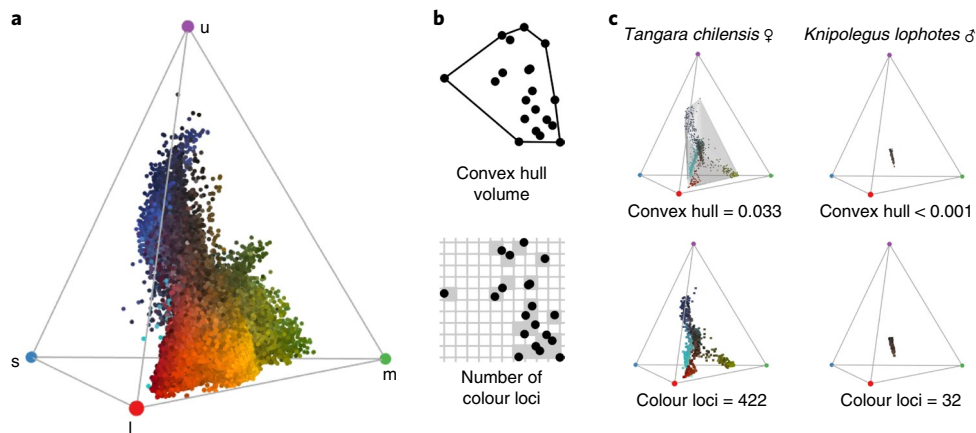 a
u
s
m
l
b
Convex hull
volume
Number of
colour loci
c
Tangara chilensis ♀
Knipolegus lophotes ♂
Convex hull = 0.033
Convex hull < 0.001
Colour loci = 422
Colour loci = 32